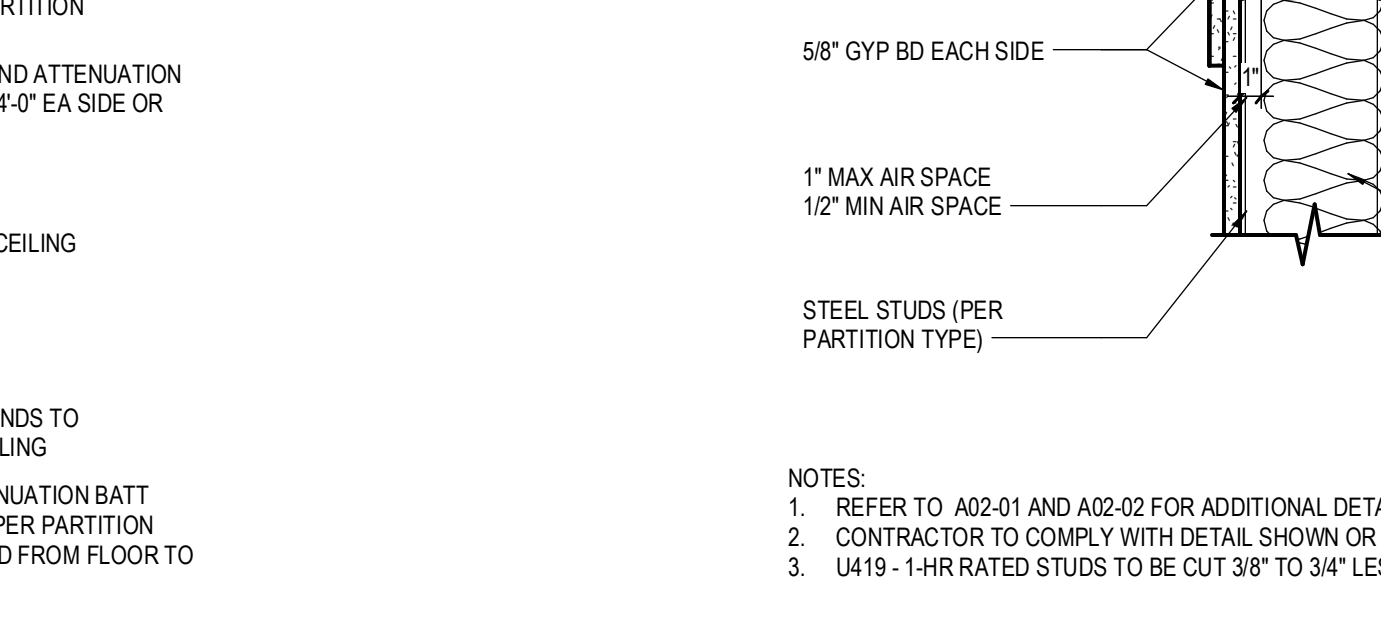 ND ATTENUATION
4'-0" EA SIDE OR
CEILING
NDS TO
LING
NUATION BATT
PER PARTITION
D FROM FLOOR TO
5/8" GYP BD EACH SIDE
1"
1" MAX AIR SPACE
1/2" MIN AIR SPACE
STEEL STUDS (PER
PARTITION TYPE)
NOTES:
1. REFER TO A02-01 AND A02-02 FOR ADDITIONAL DETA
2. CONTRACTOR TO COMPLY WITH DETAIL SHOWN OR
3. U419 - 1-HR RATED STUDS TO BE CUT 3/8" TO 3/4" LES